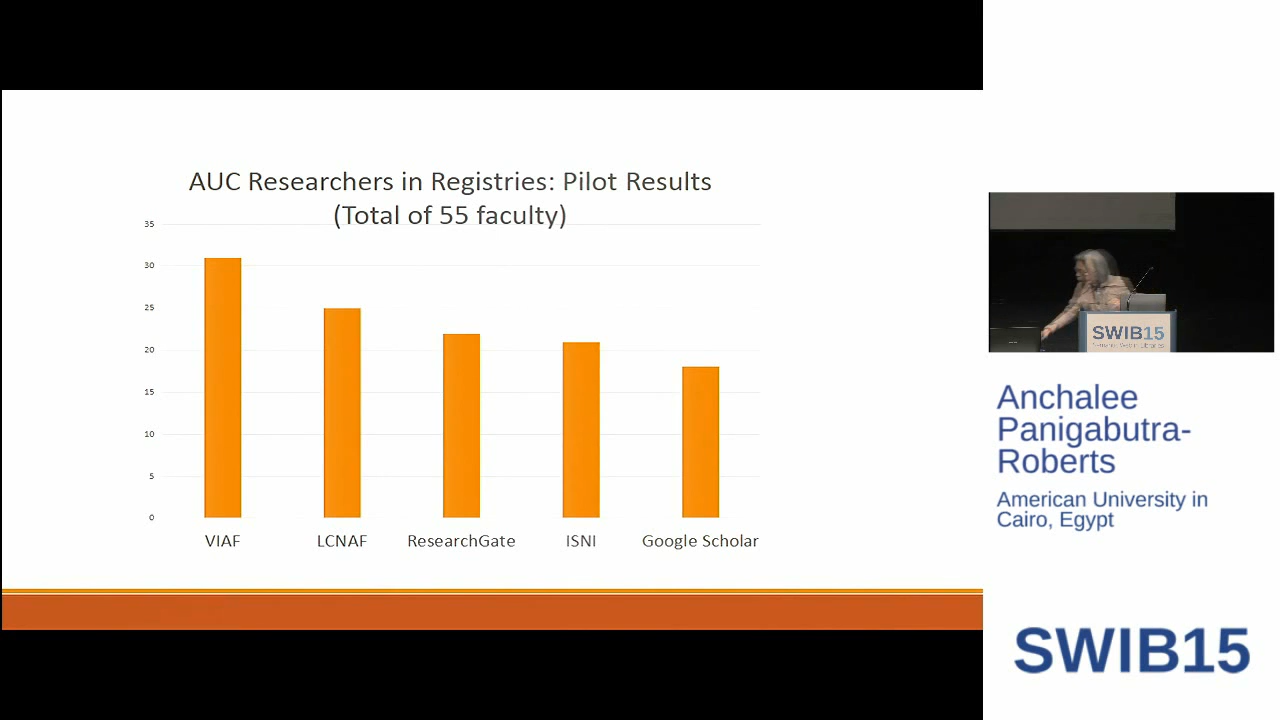 AUC Researchers in Registries: Pilot Results
(Total of 55 faculty)
35
30
25
20
15
10
5
0
VIAF
LCNAF
ResearchGate
ISNI
Google Scholar
SWIB15
Anchalee
Panigabutra-
Roberts
American University in
Cairo, Egypt
SWIB15